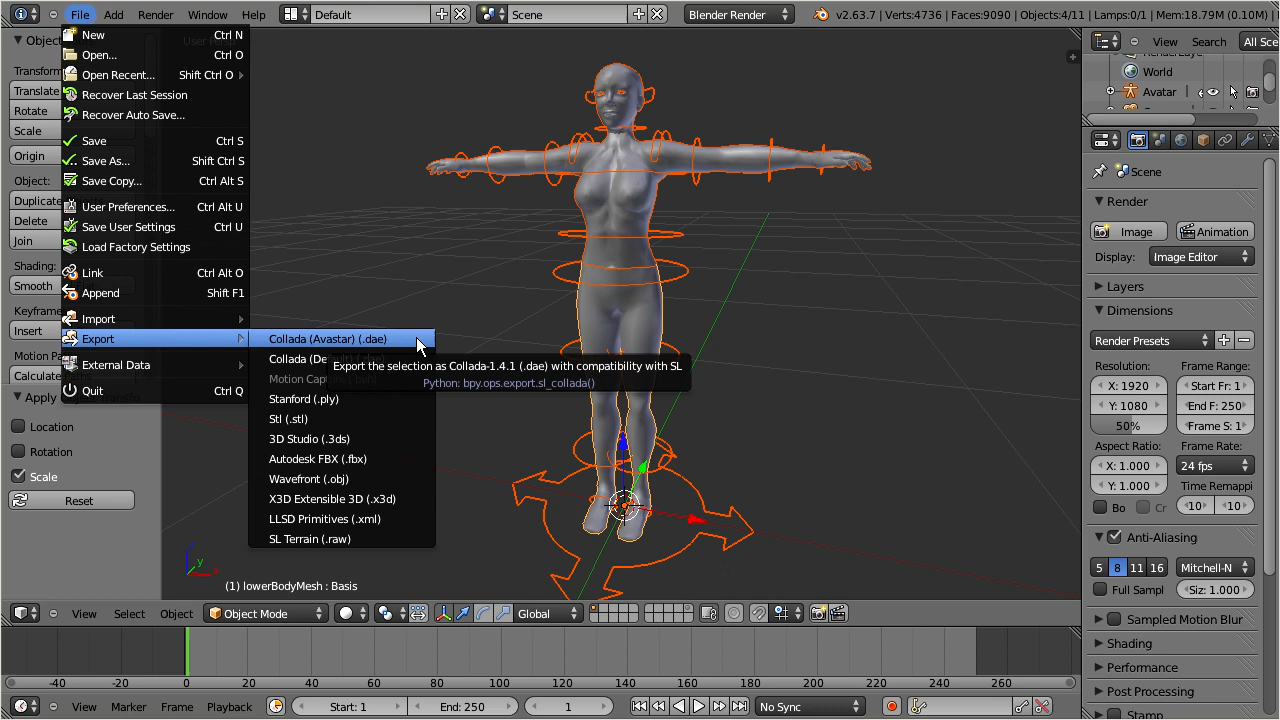 File Add Render Window Help Default Scene Blender Render v2.63.7 | Verts:4736 | Faces:9090 | Objects:4/11 | Lamps:0/1 | Mem:18.79M (0.10M) |
New Ctrl N
Open... Ctrl O
Open Recent... Shift Ctrl O
Recover Last Session
Recover Auto Save...
Save Ctrl S
Save As... Shift Ctrl S
Save Copy... Ctrl Alt S
User Preferences... Ctrl Alt U
Save User Settings Ctrl U
Load Factory Settings
Link Ctrl Alt O
Append Shift F1
Import
Export
External Data
Quit Ctrl Q
Collada (Avastar) (.dae)
Collada (De
Motion Cap
Stanford (.ply)
Stl (.stl)
3D Studio (.3ds)
Autodesk FBX (.fbx)
Wavefront (.obj)
X3D Extensible 3D (.x3d)
LLSD Primitives (.xml)
SL Terrain (.raw)
Export the selection as Collada-1.4.1 (.dae) with compatibility with SL
Python: bpy.ops.export.sl_collada()
Transform
Translate
Rotate
Scale
Origin
Object:
Duplicate
Delete
Join
Shading:
Smooth
Keyframe
Insert
Motion Pa
Calculate
Apply
Location
Rotation
Scale
Reset
y
(1) lowerBodyMesh : Basis
View Select Object Object Mode Global
-40 -20 0 20 40 60 80 100 120 140 160 180 200 220 240 260
View Marker Frame Playback Start: 1 End: 250 1 No Sync
View Search All Sce
World
Avatar
Scene
Render
Image Animation
Display: Image Editor
Layers
Dimensions
Render Presets
Resolution: Frame Range:
X: 1920 Start Fr: 1
Y: 1080 End F: 250
50% Frame S: 1
Aspect Ratio: Frame Rate:
X: 1.000 24 fps
Y: 1.000 Time Remappi
Bo Cr 10 10
Anti-Aliasing
5 8 11 16 Mitchell-N
Full Sampl Siz: 1.000
Sampled Motion Blur
Shading
Performance
Post Processing
Stamp